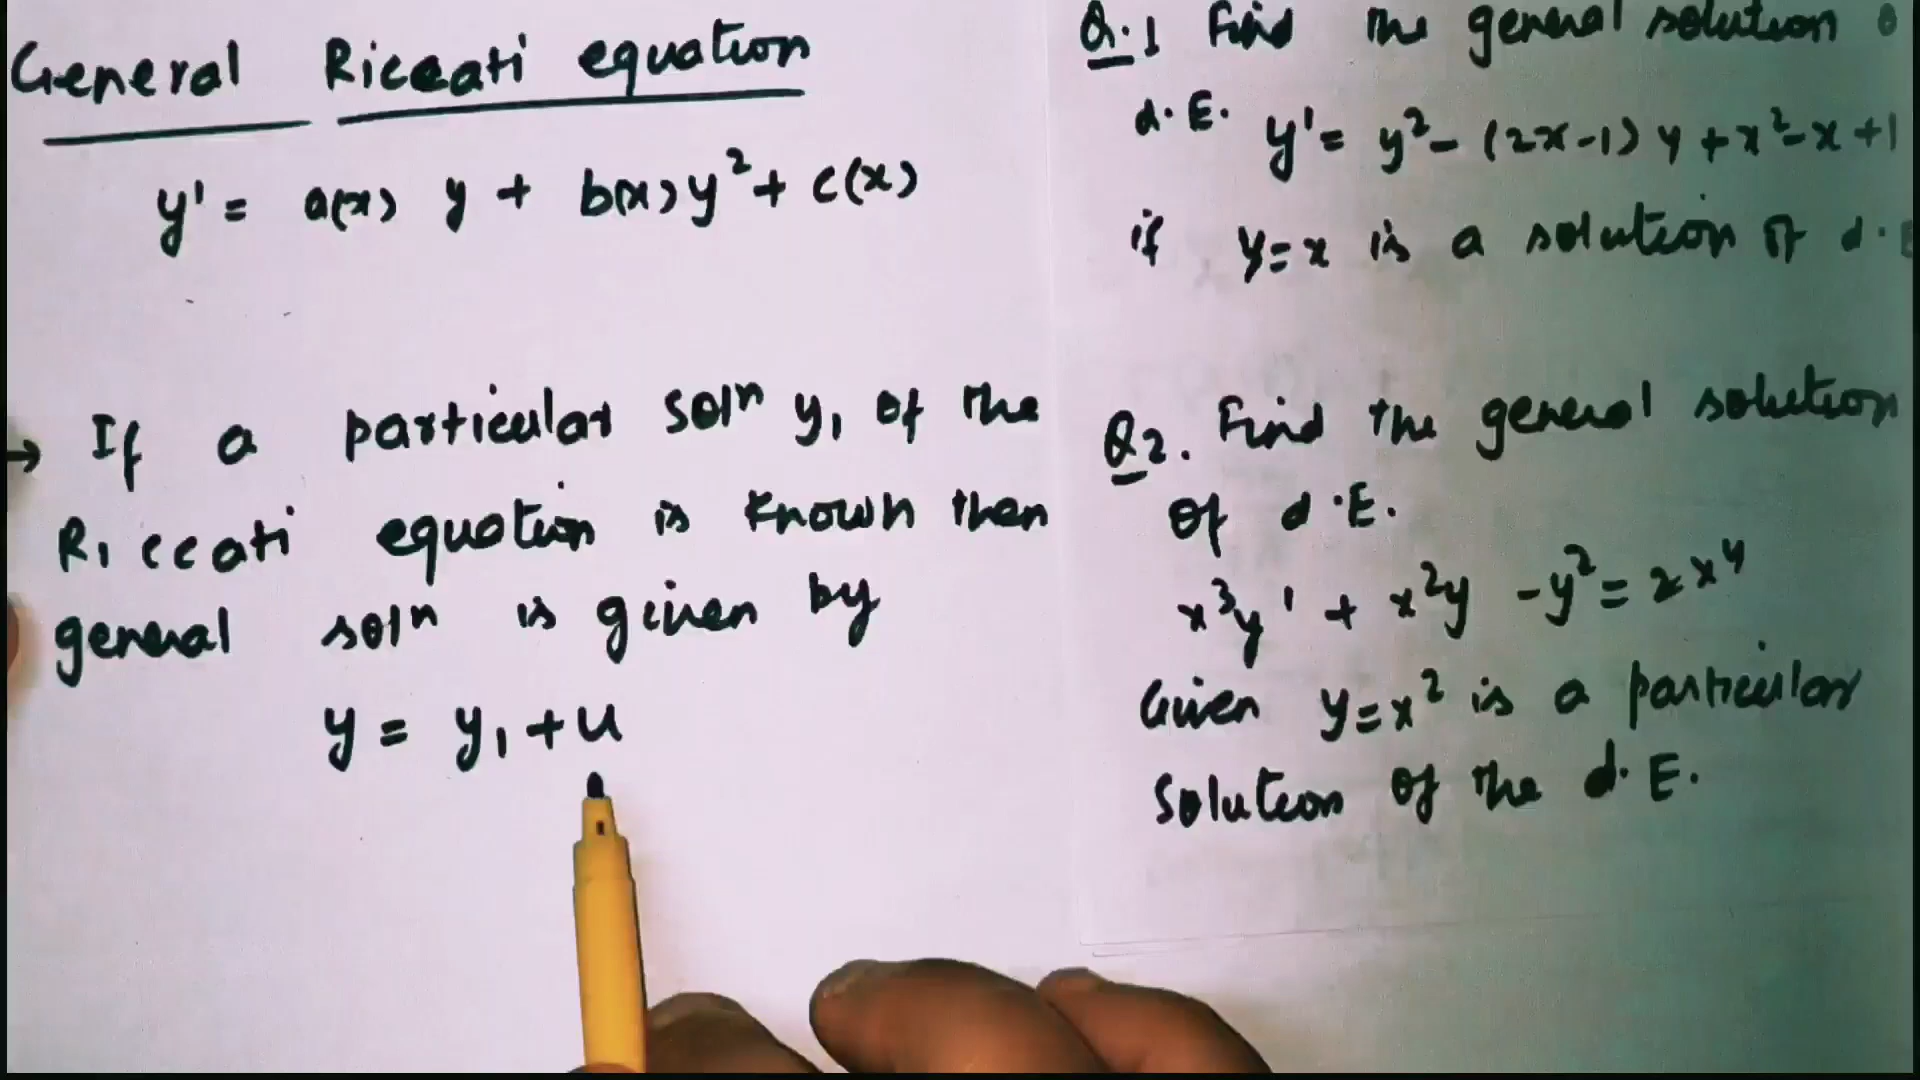 General Riccati equation
y' = a(x) y + b(x) y² + c(x)
→ If a particular solⁿ y₁ of the
Riccati equation is known then
general solⁿ is given by
y = y₁ + u
Q.1 Find the general solution
d.E. y' = y² - (2x-1) y + x² - x + 1
if y = x is a solution of d.E
Q2. Find the general solution
of d.E.
x³y' + x²y - y² = 2x⁴
Given y = x² is a particular
solution of the d.E.